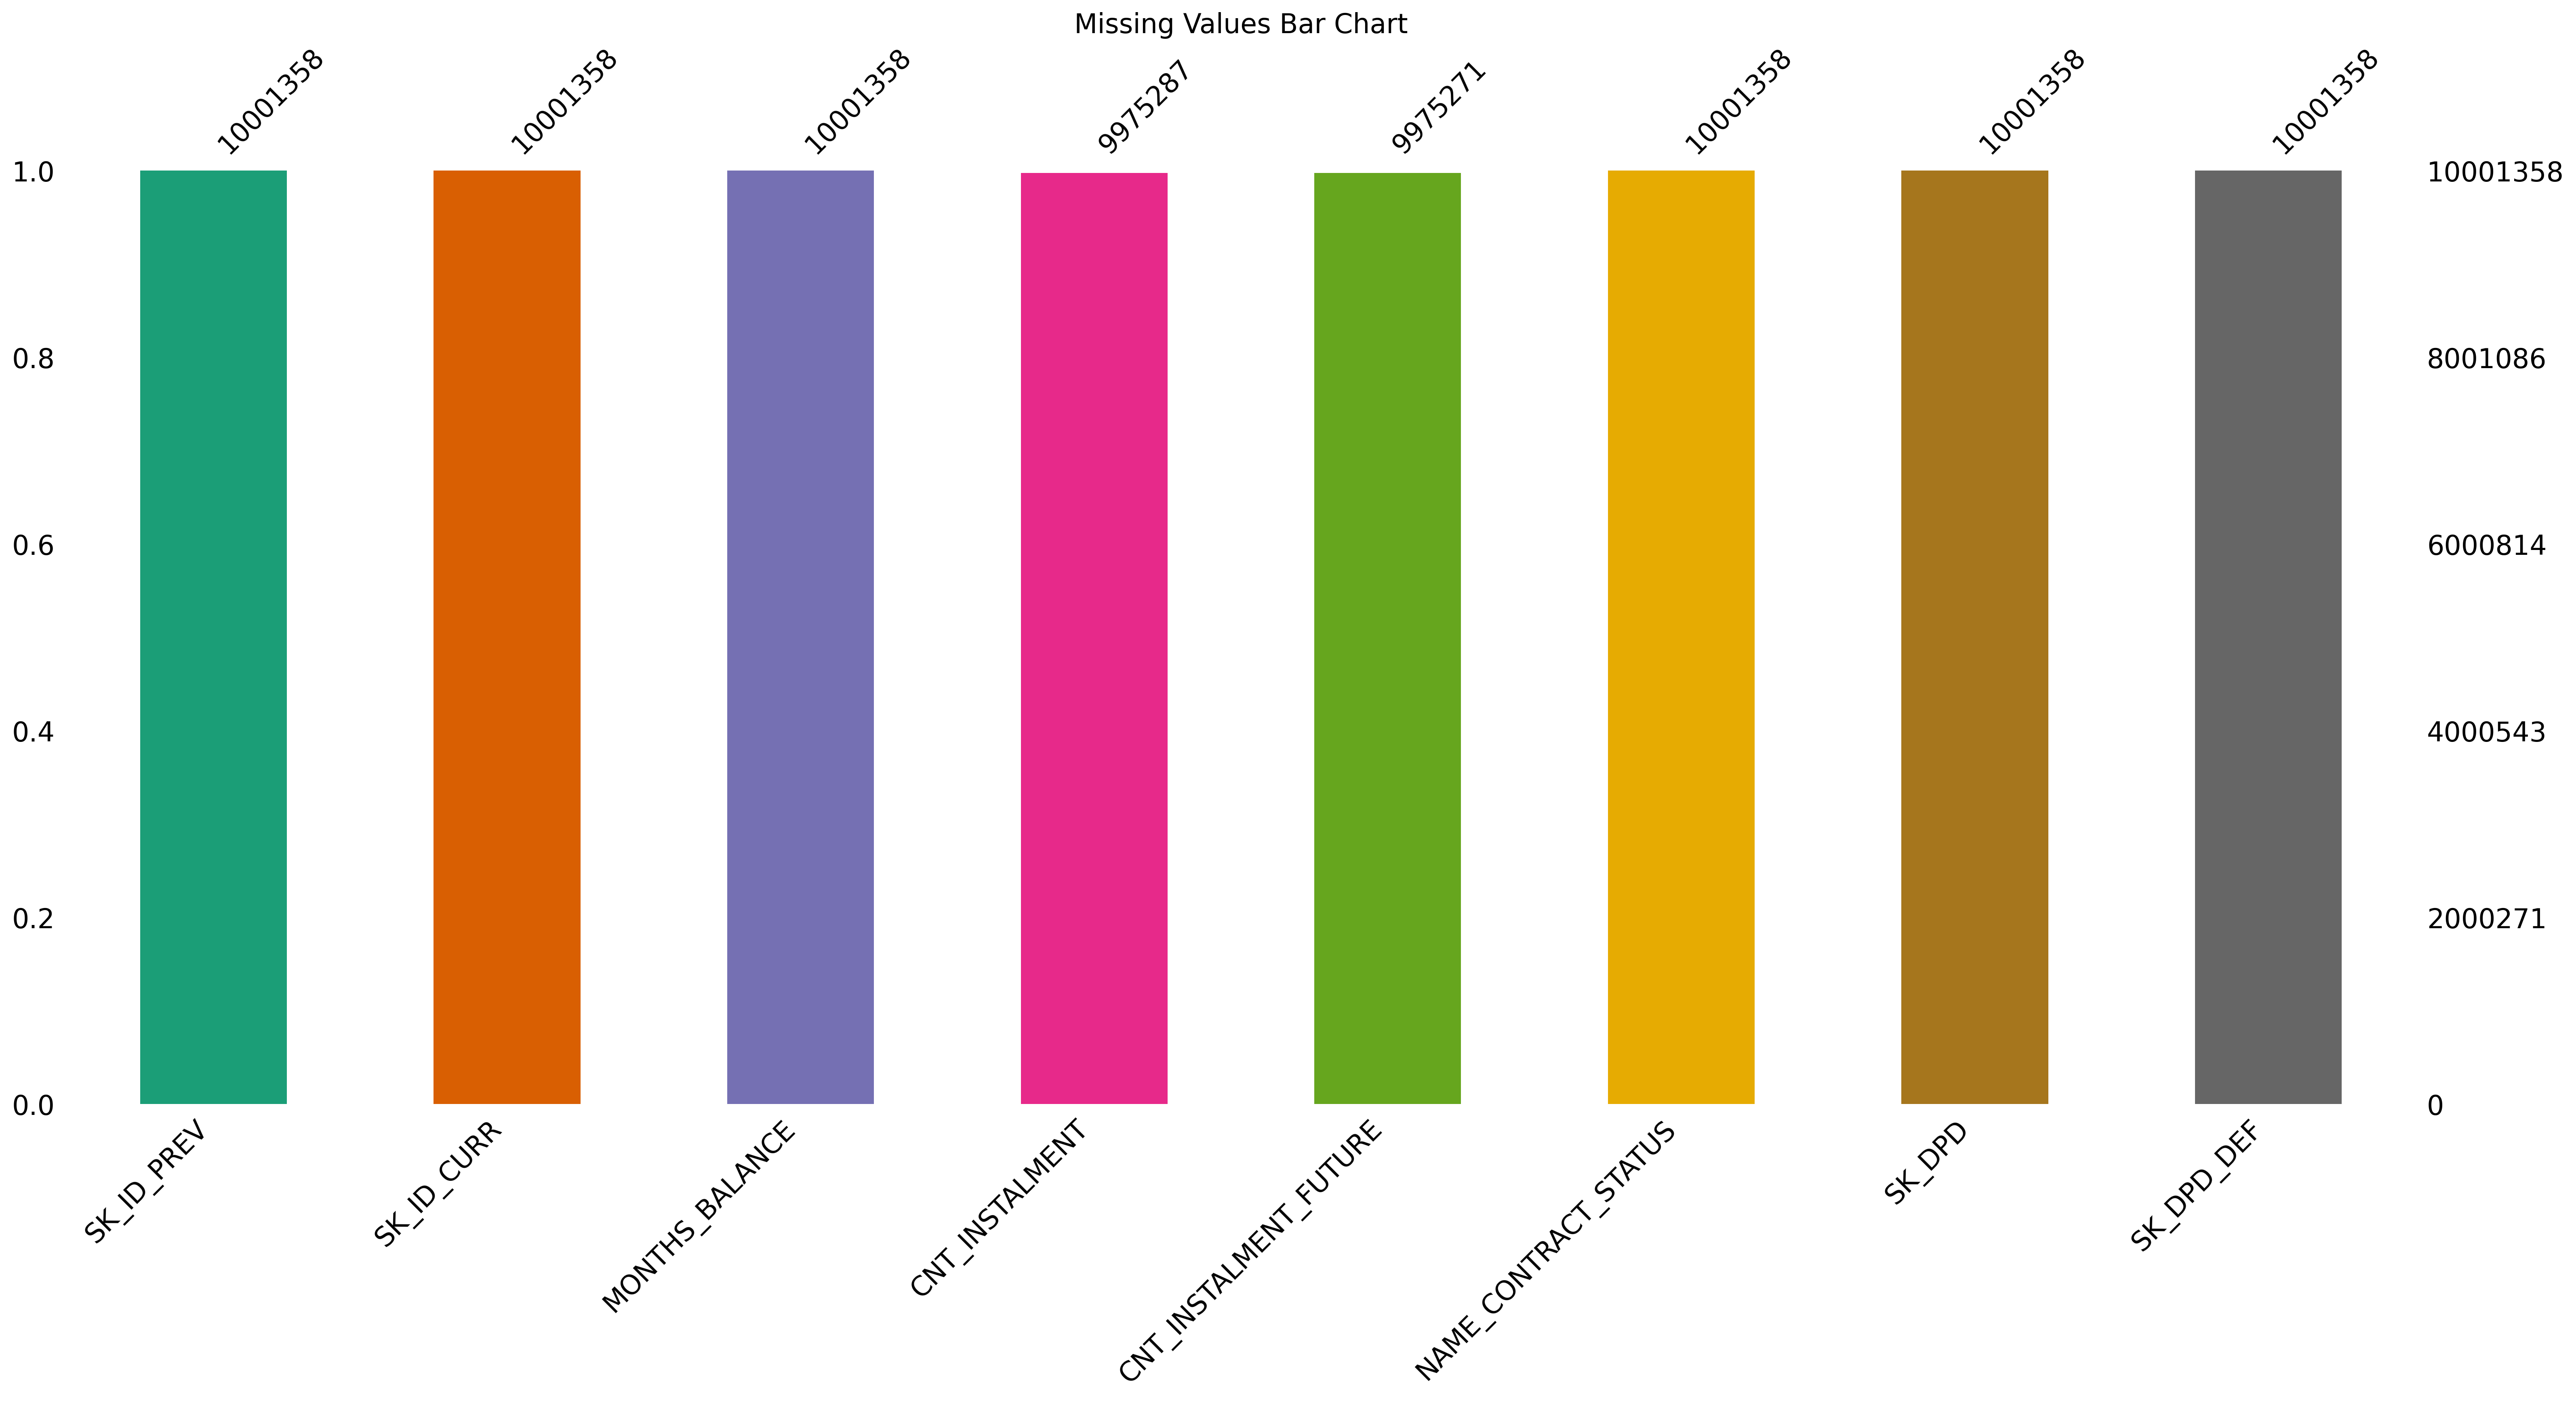 Missing Values Bar Chart
10001358
10001358
10001358
9975287
9975271
10001358
10001358
10001358
1.0
0.8
0.6
0.4
0.2
0.0
10001358
8001086
6000814
4000543
2000271
0
SK_ID_PREV
SK_ID_CURR
MONTHS_BALANCE
CNT_INSTALMENT
CNT_INSTALMENT_FUTURE
NAME_CONTRACT_STATUS
SK_DPD
SK_DPD_DEF